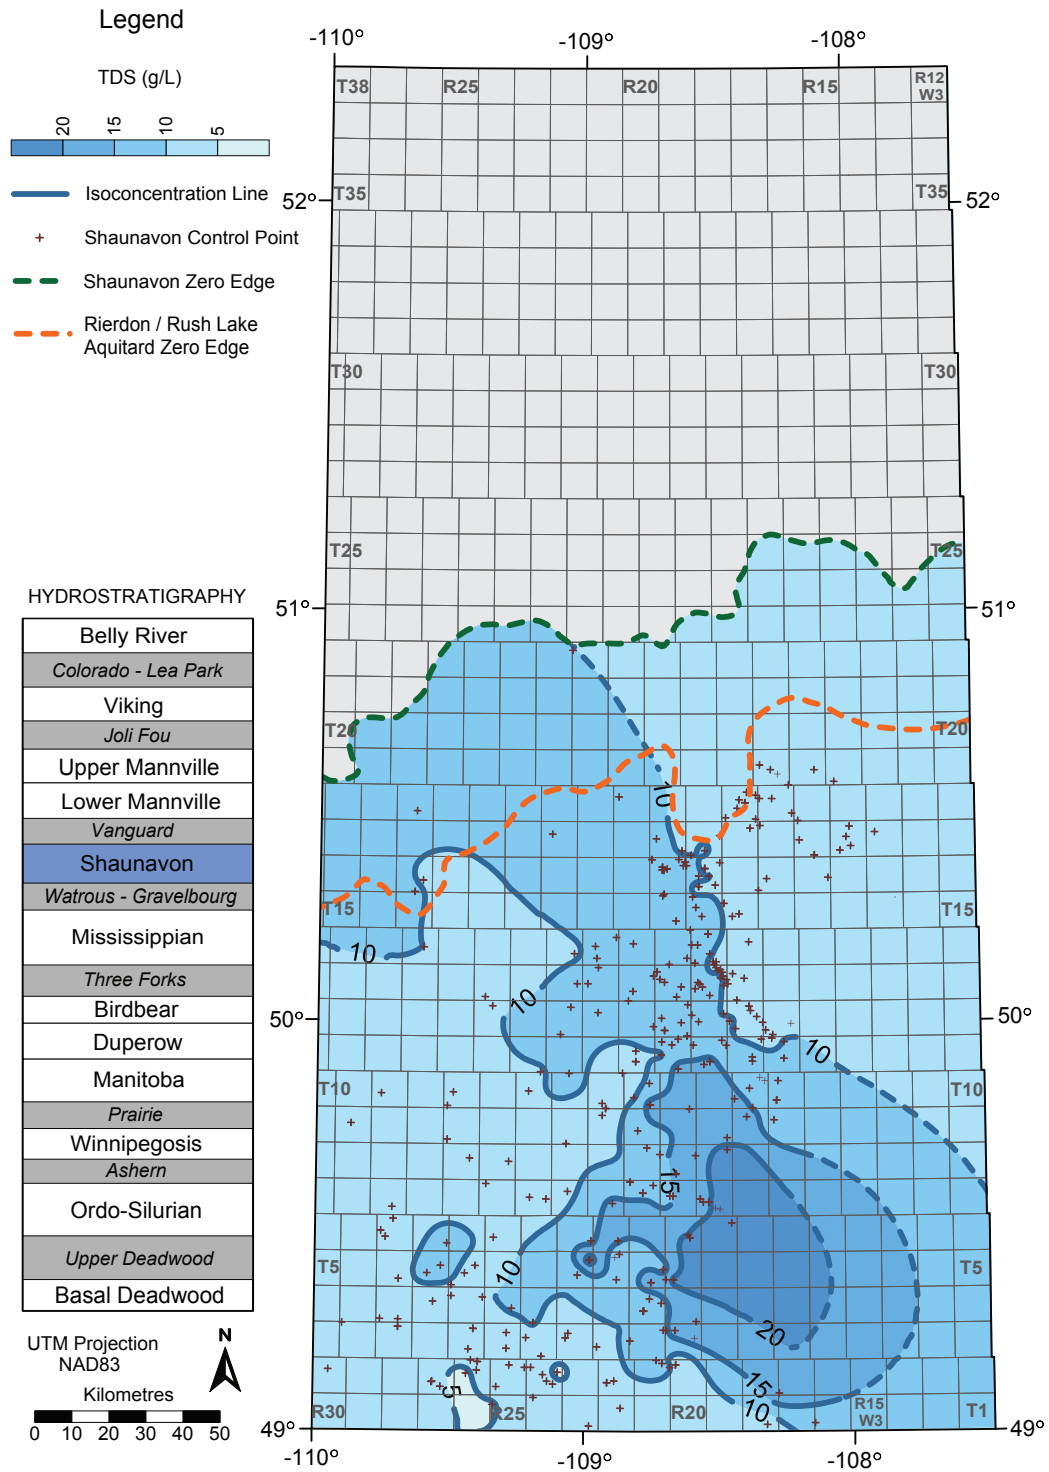 Legend
TDS (g/L)
20 15 10 5
Isoconcentration Line
Shaunavon Control Point
Shaunavon Zero Edge
Rierdon / Rush Lake
Aquitard Zero Edge
HYDROSTRATIGRAPHY
Belly River
Colorado - Lea Park
Viking
Joli Fou
Upper Mannville
Lower Mannville
Vanguard
Shaunavon
Watrous - Gravelbourg
Mississippian
Three Forks
Birdbear
Duperow
Manitoba
Prairie
Winnipegosis
Ashern
Ordo-Silurian
Upper Deadwood
Basal Deadwood
UTM Projection
NAD83
N
Kilometres
0 10 20 30 40 50
-110° -109° -108°
T38 R25 R20 R15 R12
W3
52° T35 T35 52°
T30 T30
T25 T25
51° 51°
T20 T20
10
T15 T15
10
10
50° 50°
10
T10 T10
15
T5 T5
10
20
15
10
5
R30 R25 R20 R15
W3
T1
49° 49°
-110° -109° -108°